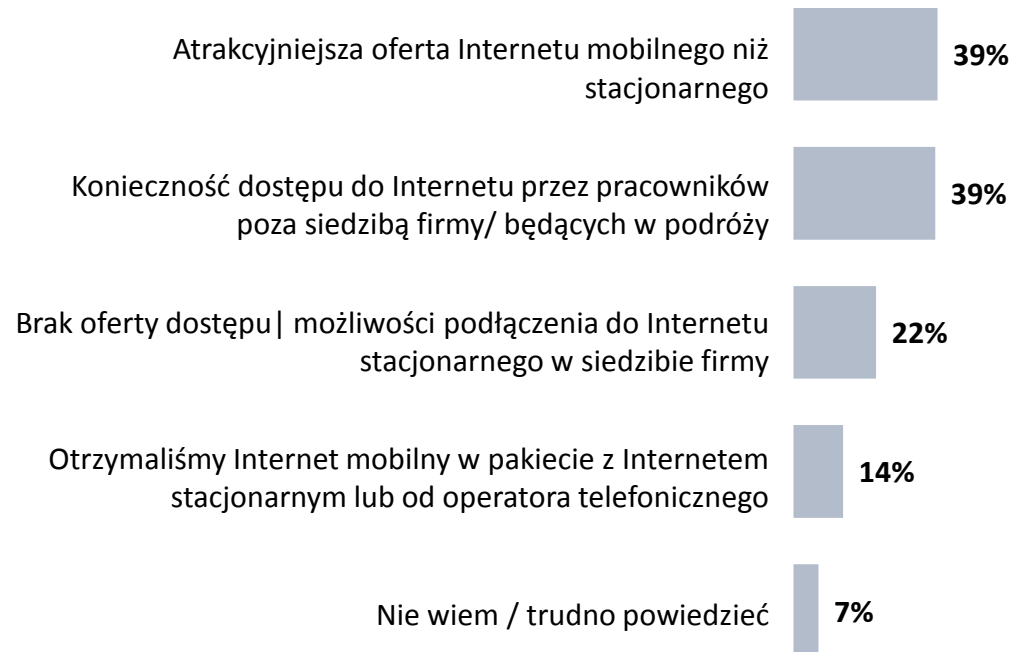 Atrakcyjniejsza oferta Internetu mobilnego niż
stacjonarnego
39%
Konieczność dostępu do Internetu przez pracowników
poza siedzibą firmy/ będących w podróży
39%
Brak oferty dostępu| możliwości podłączenia do Internetu
stacjonarnego w siedzibie firmy
22%
Otrzymaliśmy Internet mobilny w pakiecie z Internetem
stacjonarnym lub od operatora telefonicznego
14%
Nie wiem / trudno powiedzieć
7%